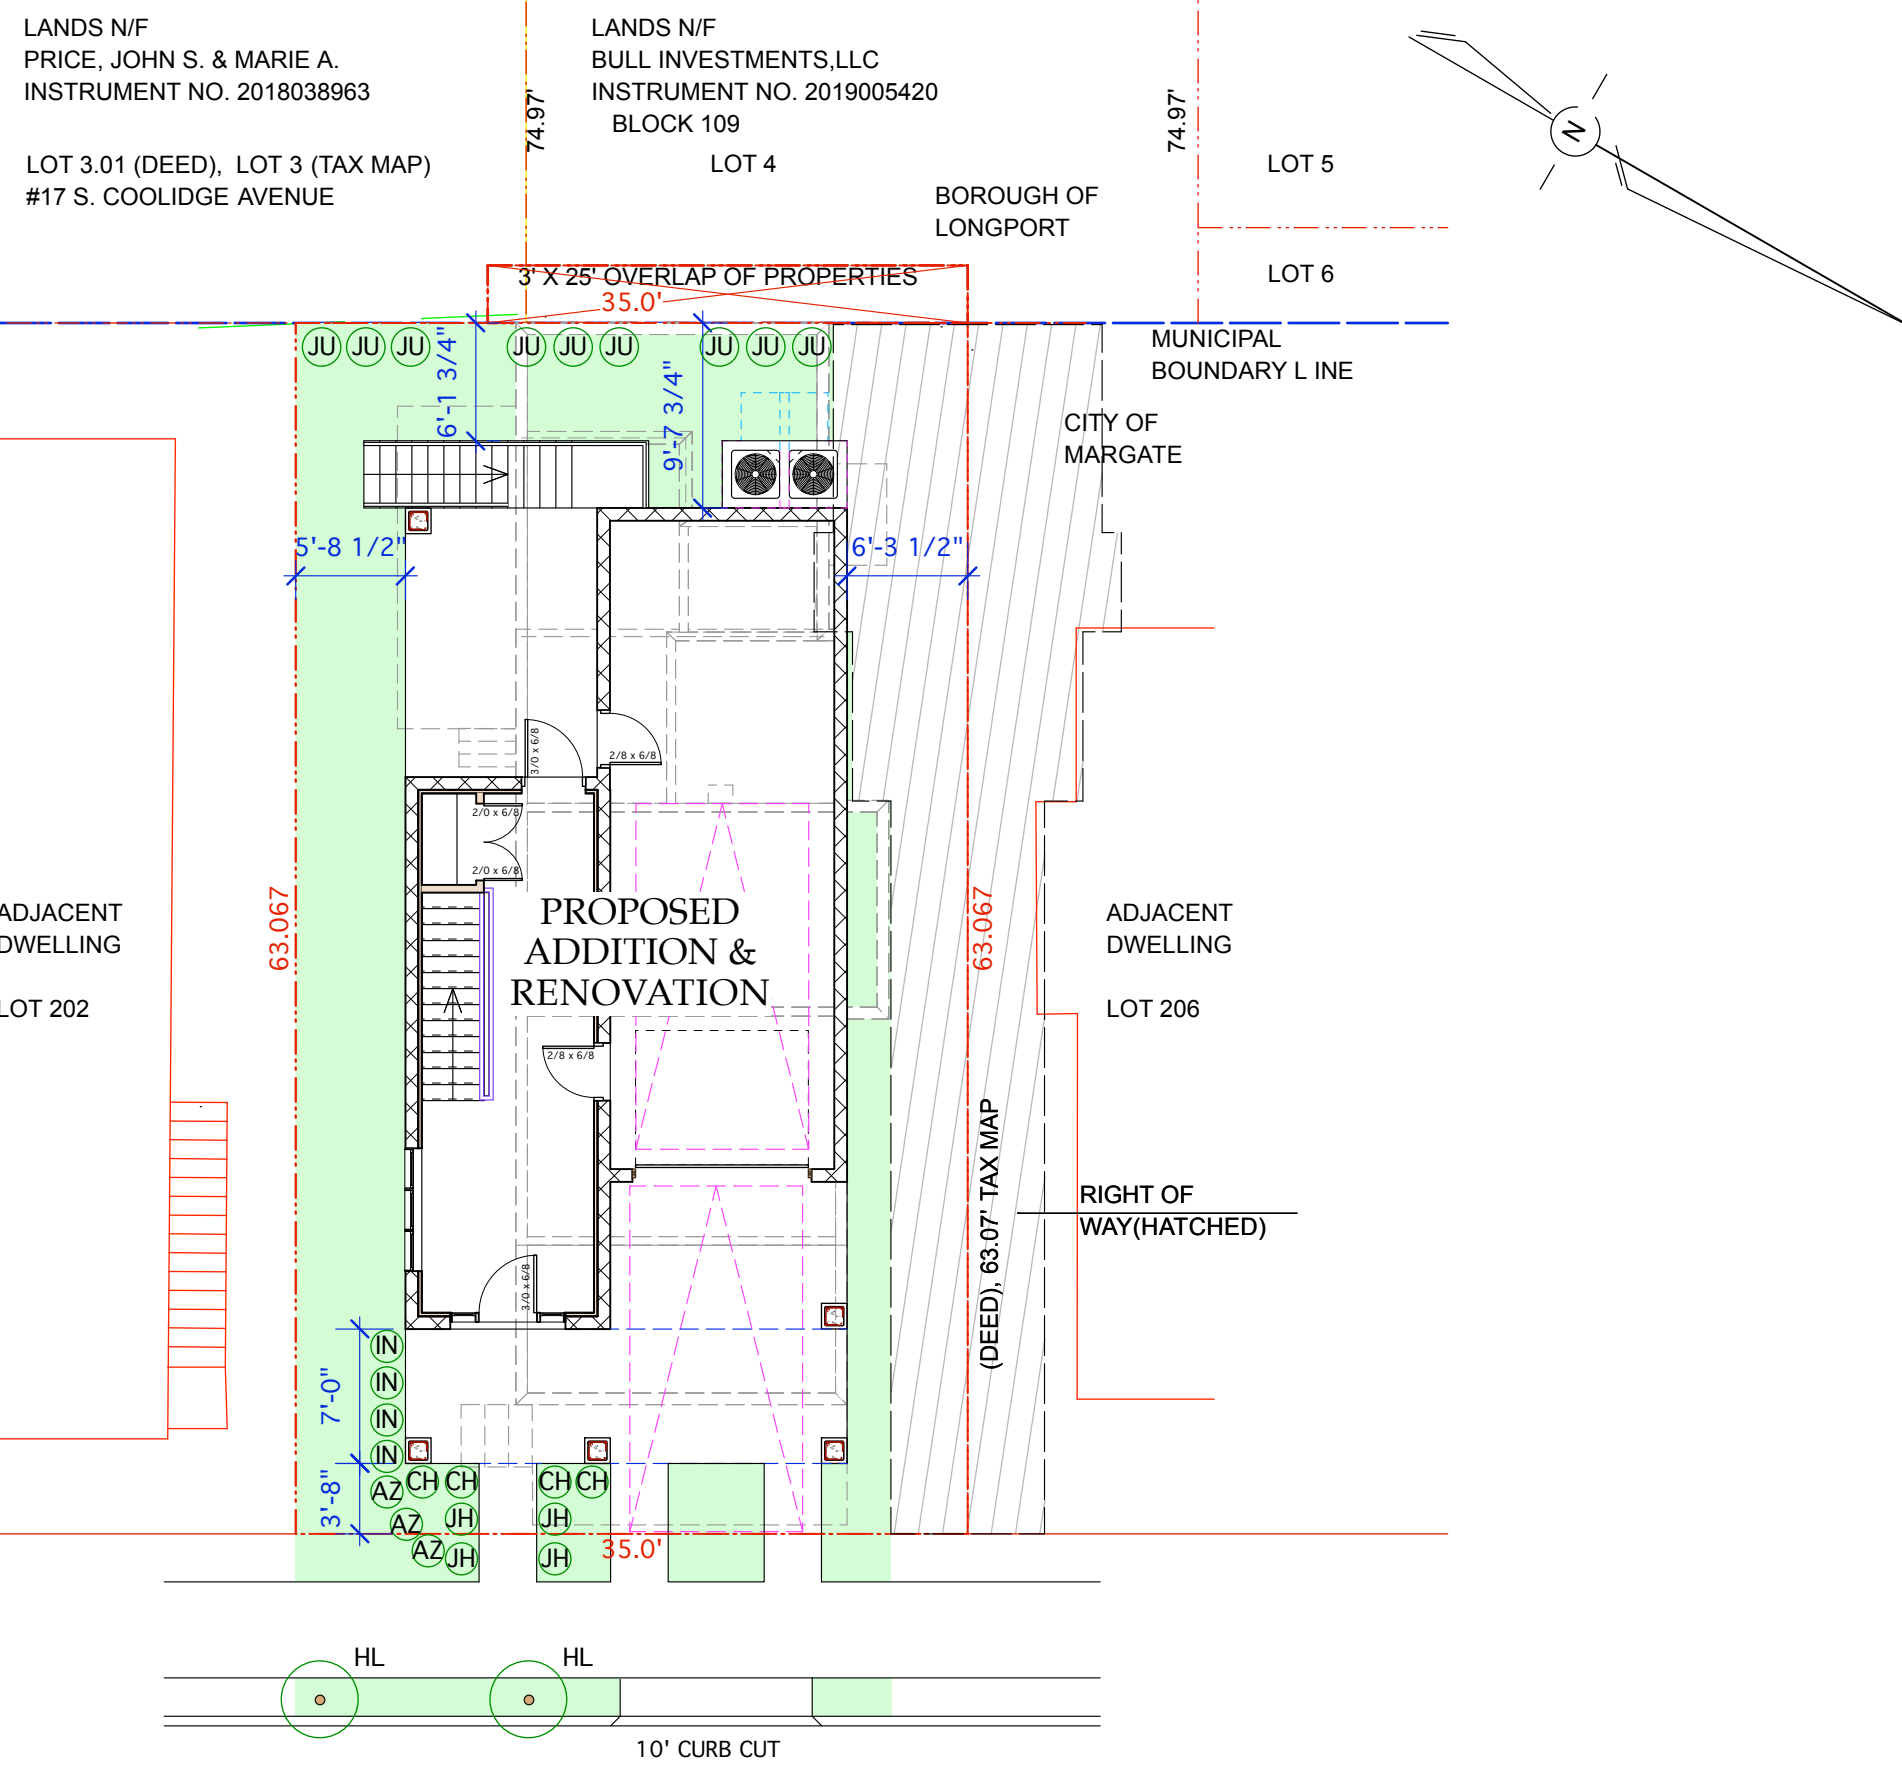 LANDS N/F
PRICE, JOHN S. & MARIE A.
INSTRUMENT NO. 2018038963
LOT 3.01 (DEED), LOT 3 (TAX MAP)
#17 S. COOLIDGE AVENUE
74.97'
LANDS N/F
BULL INVESTMENTS,LLC
INSTRUMENT NO. 2019005420
BLOCK 109
LOT 4
BOROUGH OF
LONGPORT
74.97'
LOT 5
LOT 6
N
3' X 25' OVERLAP OF PROPERTIES
35.0'
MUNICIPAL
BOUNDARY L INE
CITY OF
MARGATE
JU JU JU JU JU JU JU JU JU
6'-1 3/4"
9'-7 3/4"
5'-8 1/2"
6'-3 1/2"
3/0 x 6/8
2/8 x 6/8
2/0 x 6/8
2/0 x 6/8
PROPOSED
ADDITION &
RENOVATION
63.067
63.067
ADJACENT
DWELLING
LOT 202
ADJACENT
DWELLING
LOT 206
2/8 x 6/8
(DEED), 63.07' TAX MAP
RIGHT OF
WAY(HATCHED)
3/0 x 6/8
7'-0"
IN
IN
IN
IN
3'-8"
AZ CH CH CH CH
AZ JH JH
AZ JH JH
35.0'
HL HL
10' CURB CUT